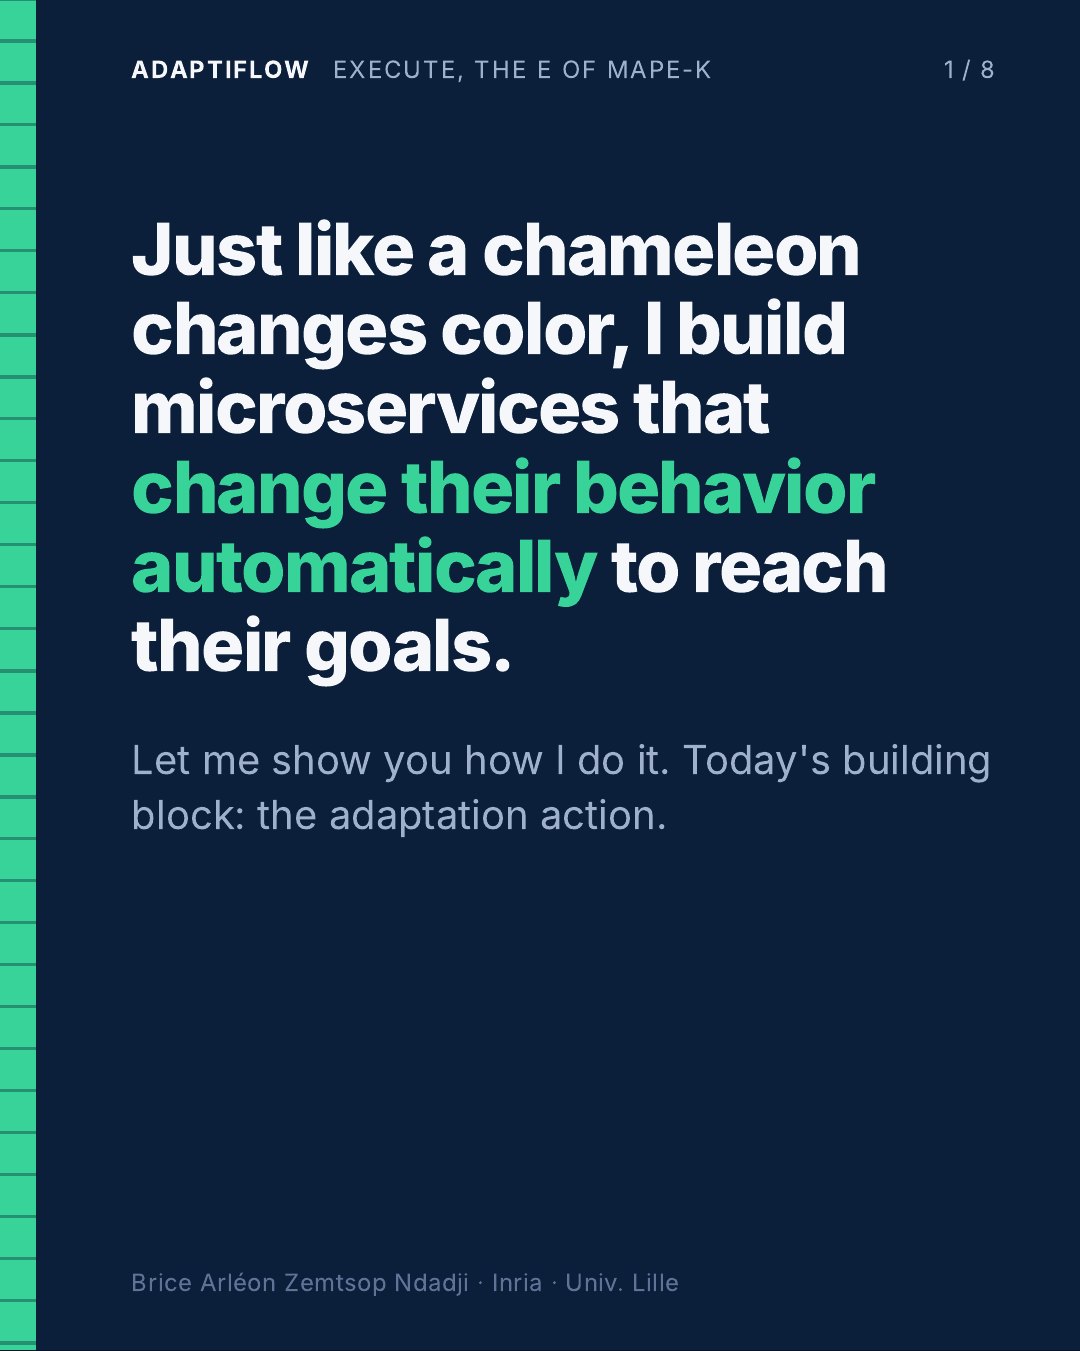 ADAPTIFLOW EXECUTE, THE E OF MAPE-K 1 / 8
Just like a chameleon
changes color, I build
microservices that
change their behavior
automatically to reach
their goals.
Let me show you how I do it. Today's building
block: the adaptation action.
Brice Arléon Zemtsop Ndadji · Inria · Univ. Lille